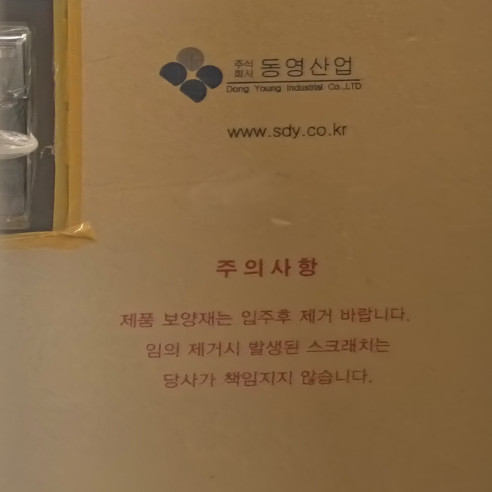 주식
회사 동영산업
Dong Young Industrial Co.,LTD
www.sdy.co.kr
주의사항
제품 보양재는 입주후 제거 바랍니다.
임의 제거시 발생된 스크래치는
당사가 책임지지 않습니다.